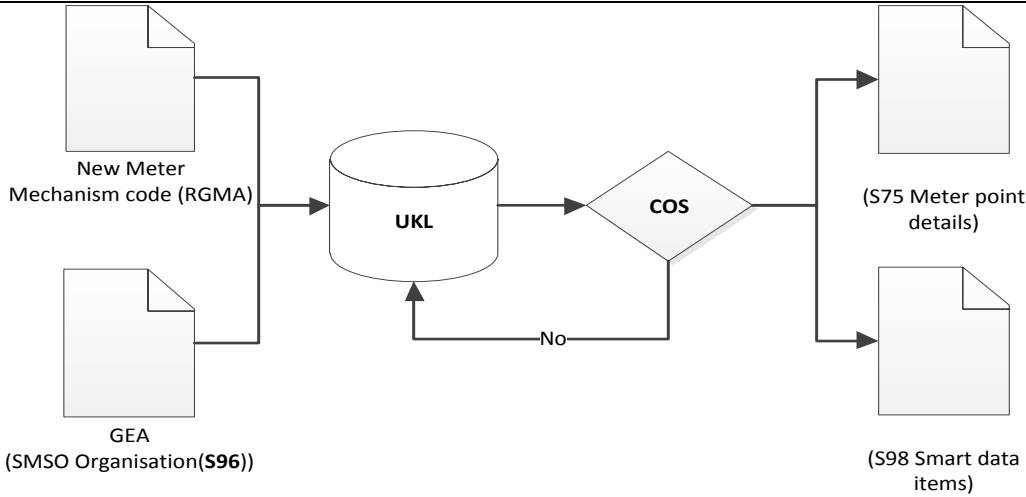 New Meter
Mechanism code (RGMA)
UKL
COS
(S75 Meter point
details)
No
GEA
(SMSO Organisation(S96))
(S98 Smart data
items)